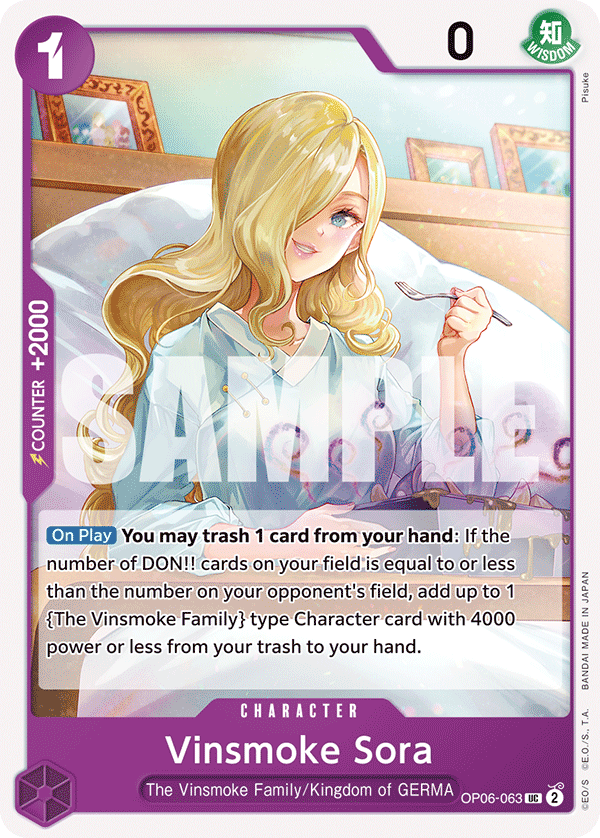 1
0
知
WISDOM
Pisuke
COUNTER +2000
SAMPLE
On Play You may trash 1 card from your hand: If the
number of DON!! cards on your field is equal to or less
than the number on your opponent's field, add up to 1
{The Vinsmoke Family} type Character card with 4000
power or less from your trash to your hand.
CHARACTER
Vinsmoke Sora
The Vinsmoke Family/Kingdom of GERMA
OP06-063 UC 2
©EO/S ©E.O./S., T.A. BANDAI MADE IN JAPAN